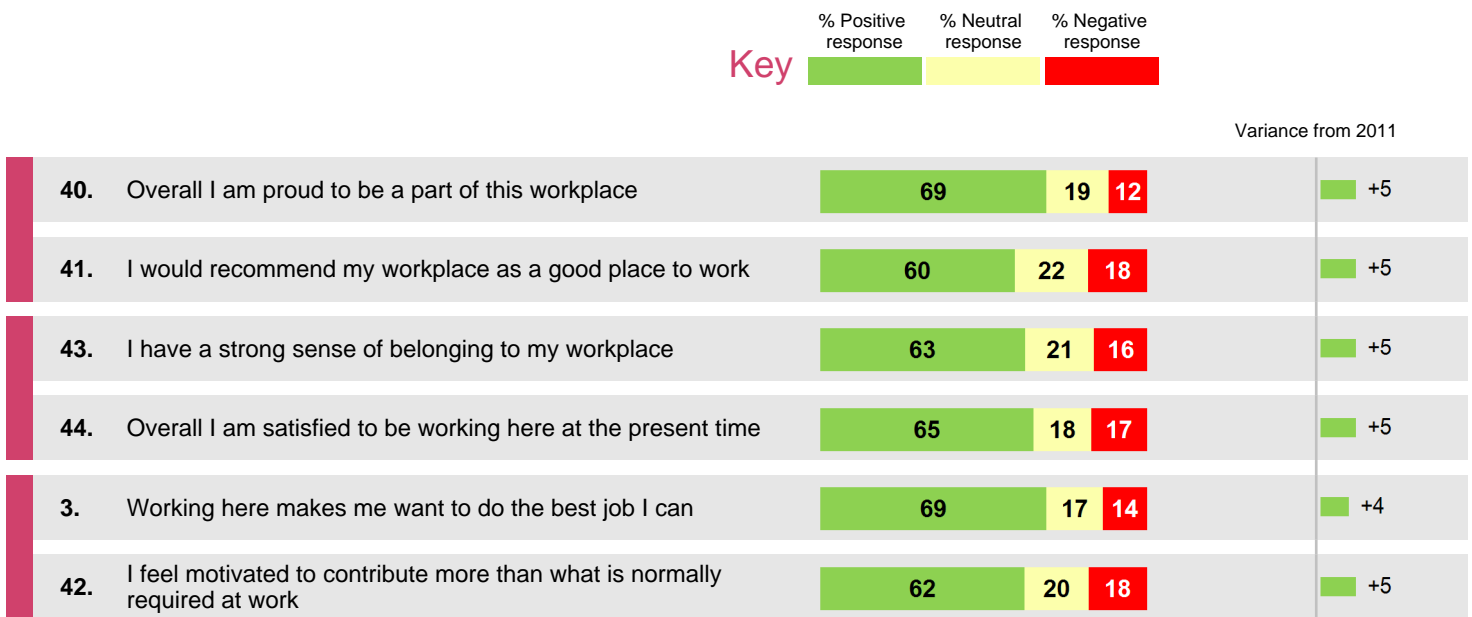 % Positive response
% Neutral response
% Negative response
Key
Variance from 2011
40. Overall I am proud to be a part of this workplace 69 19 12 +5
41. I would recommend my workplace as a good place to work 60 22 18 +5
43. I have a strong sense of belonging to my workplace 63 21 16 +5
44. Overall I am satisfied to be working here at the present time 65 18 17 +5
3. Working here makes me want to do the best job I can 69 17 14 +4
42. I feel motivated to contribute more than what is normally
required at work 62 20 18 +5